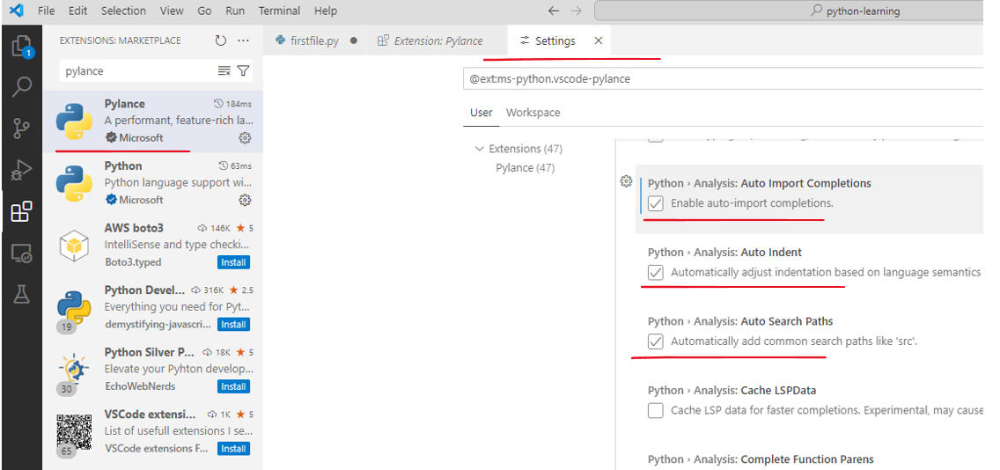 File Edit Selection View Go Run Terminal Help
python-learning
1
EXTENSIONS: MARKETPLACE
pylance
Pylance 184ms
A performant, feature-rich la...
Microsoft
Python 63ms
Python language support wi...
Microsoft
AWS boto3 146K 5
IntelliSense and type checki...
Boto3.typed Install
Python Devel... 316K 2.5
Everything you need for Pyt...
19 demystifying-javascri... Install
Python Silver P... 18K 5
Elevate your Pyhton develop...
30 EchoWebNerds Install
VSCode extensi... 1K 5
List of usefull extensions I se...
65 VSCode extensions F... Install
firstfile.py Extension: Pylance Settings
@ext:ms-python.vscode-pylance
User Workspace
Extensions (47)
Pylance (47)
Python › Analysis: Auto Import Completions
Enable auto-import completions.
Python › Analysis: Auto Indent
Automatically adjust indentation based on language semantics
Python › Analysis: Auto Search Paths
Automatically add common search paths like 'src'.
Python › Analysis: Cache LSPData
Cache LSP data for faster completions. Experimental, may cause
Python › Analysis: Complete Function Parens